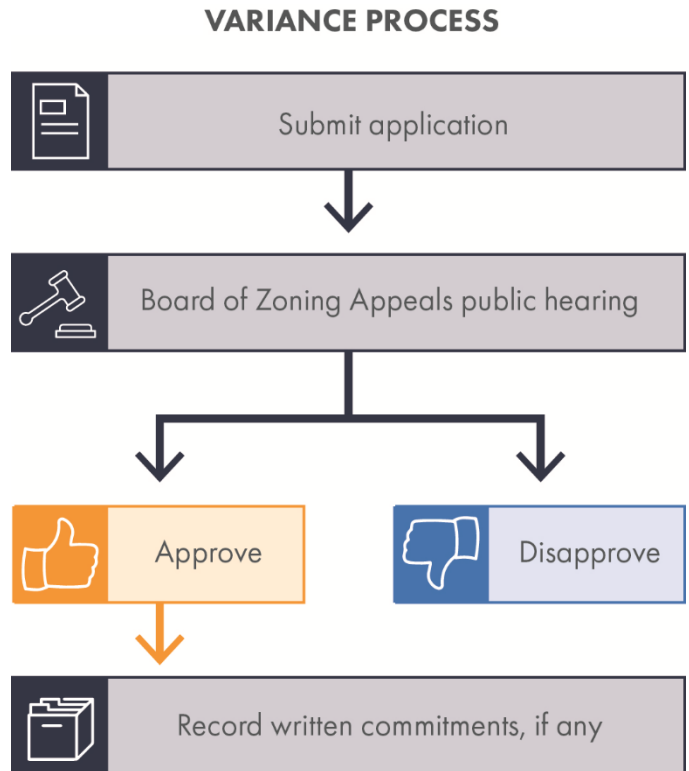 VARIANCE PROCESS
Submit application
Board of Zoning Appeals public hearing
Approve
Disapprove
Record written commitments, if any